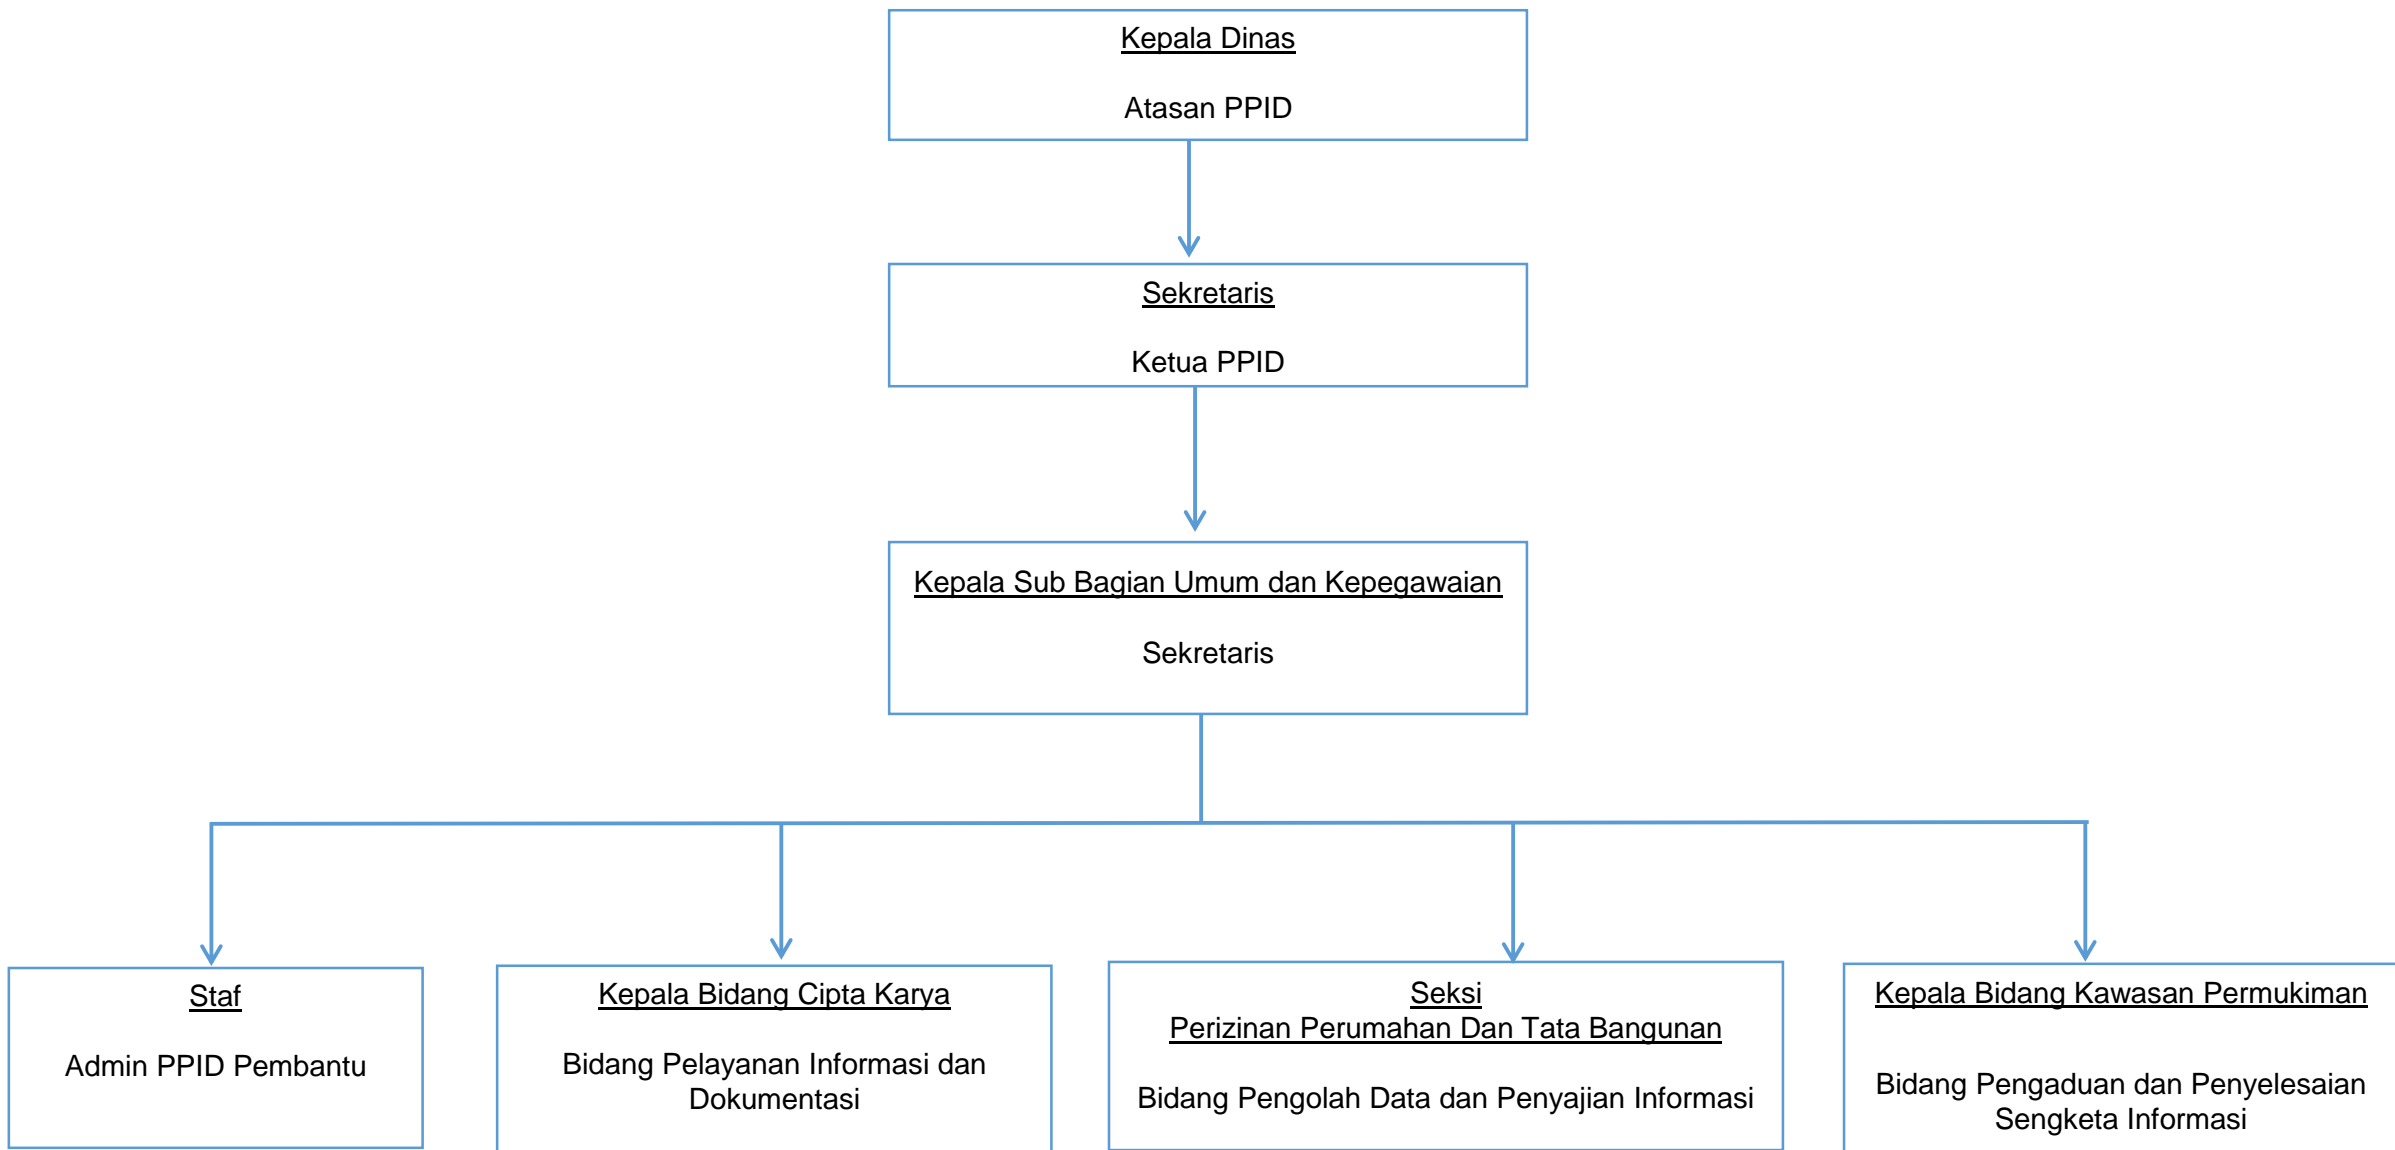 Kepala Dinas
Atasan PPID
Sekretaris
Ketua PPID
Kepala Sub Bagian Umum dan Kepegawaian
Sekretaris
Staf
Admin PPID Pembantu
Kepala Bidang Cipta Karya
Bidang Pelayanan Informasi dan
Dokumentasi
Seksi
Perizinan Perumahan Dan Tata Bangunan
Bidang Pengolah Data dan Penyajian Informasi
Kepala Bidang Kawasan Permukiman
Bidang Pengaduan dan Penyelesaian
Sengketa Informasi